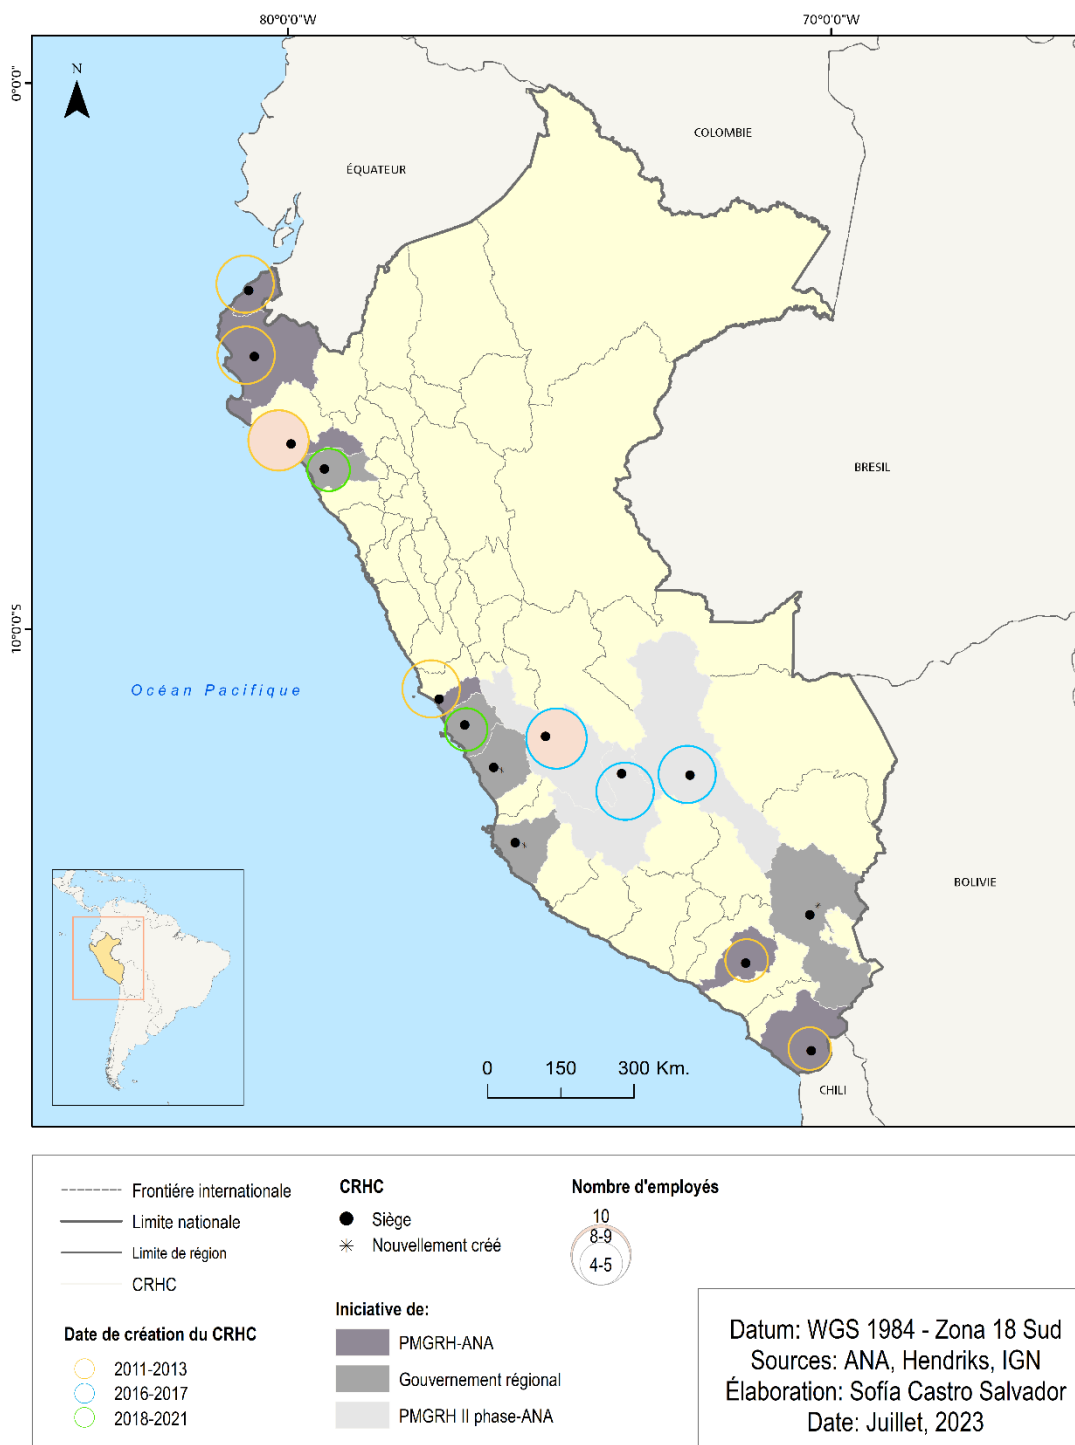 80°0'0"W
70°0'0"W
0°0'0"
N
COLOMBIE
ÉQUATEUR
BRESIL
10°0'0"S
Océan Pacifique
BOLIVIE
0 150 300 Km.
CHILI
Frontiére internationale
Limite nationale
Limite de région
CRHC
Date de création du CRHC
2011-2013
2016-2017
2018-2021
CRHC
Siège
Nouvellement créé
Iniciative de:
PMGRH-ANA
Gouvernement régional
PMGRH II phase-ANA
Nombre d'employés
10
8-9
4-5
Datum: WGS 1984 - Zona 18 Sud
Sources: ANA, Hendriks, IGN
Élaboration: Sofía Castro Salvador
Date: Juillet, 2023